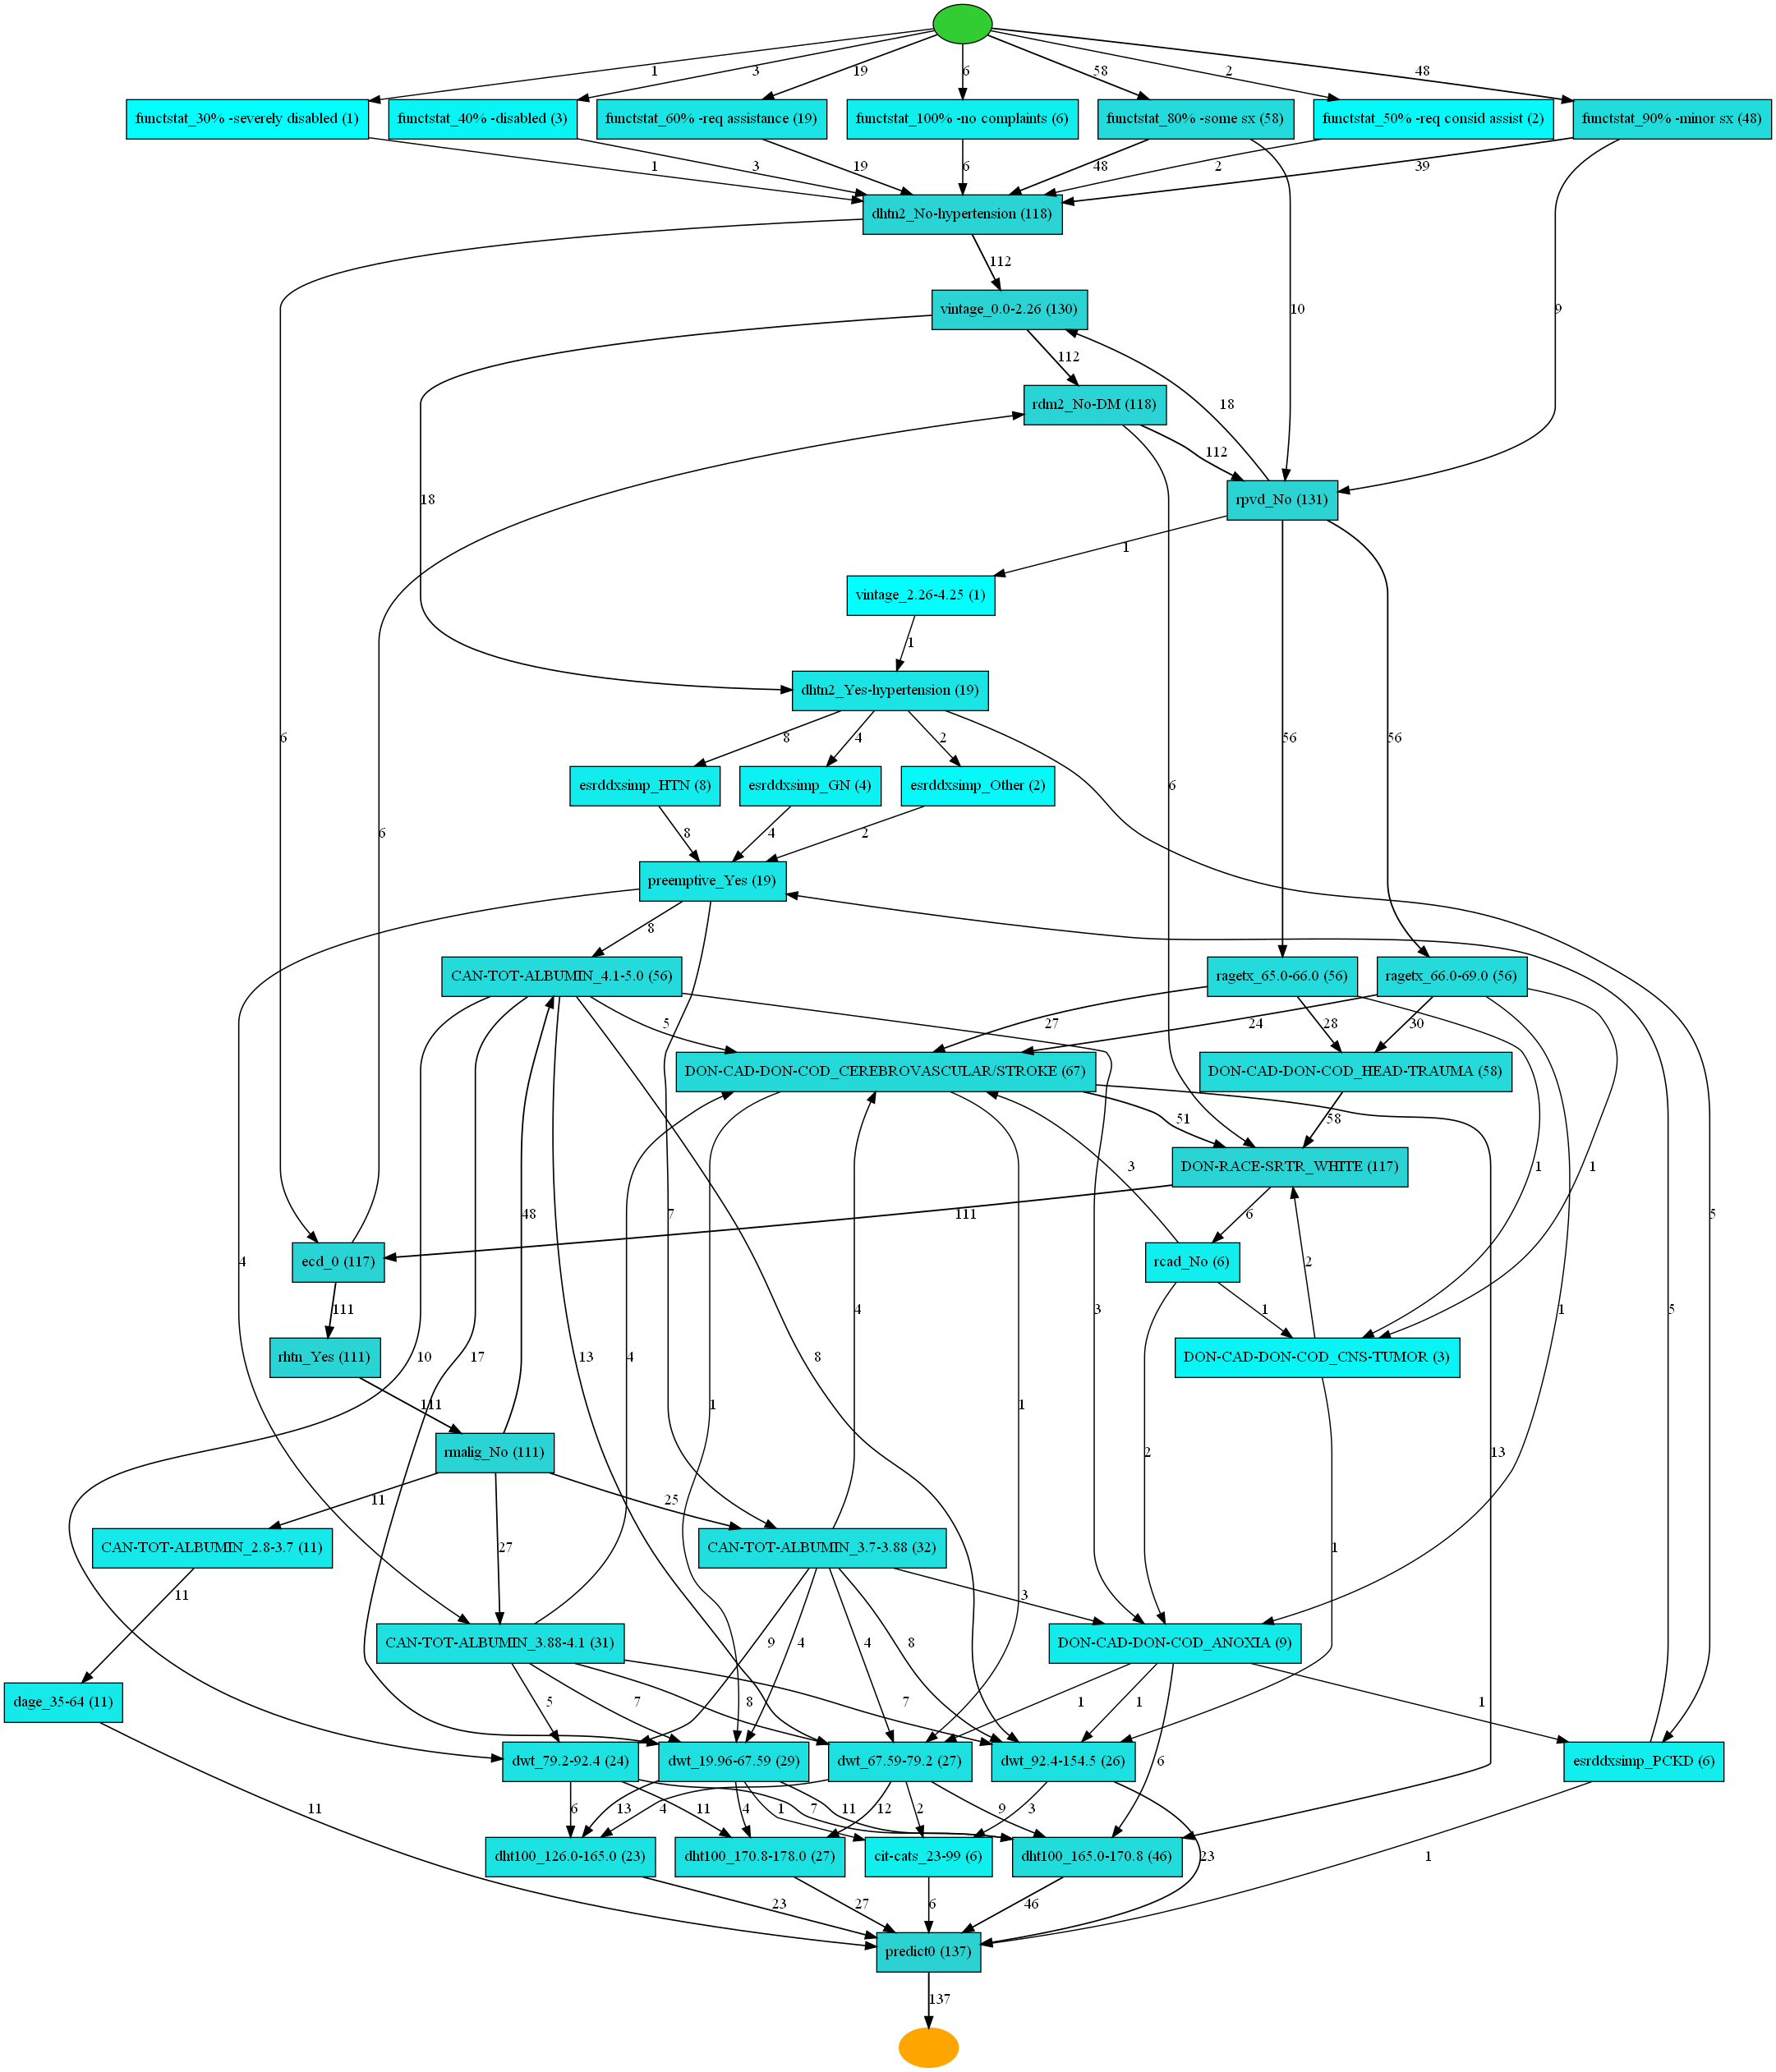 1
3
19
6
58
2
48
functstat_30% -severely disabled (1)
functstat_40% -disabled (3)
functstat_60% -req assistance (19)
functstat_100% -no complaints (6)
functstat_80% -some sx (58)
functstat_50% -req consid assist (2)
functstat_90% -minor sx (48)
1
3
19
6
48
2
39
dhtn2_No-hypertension (118)
112
vintage_0.0-2.26 (130)
10
9
112
rdm2_No-DM (118)
18
112
18
rpvd_No (131)
1
vintage_2.26-4.25 (1)
1
dhtn2_Yes-hypertension (19)
6
8
4
2
56
56
esrddxsimp_HTN (8)
esrddxsimp_GN (4)
esrddxsimp_Other (2)
6
6
8
4
2
preemptive_Yes (19)
8
CAN-TOT-ALBUMIN_4.1-5.0 (56)
ragetx_65.0-66.0 (56)
ragetx_66.0-69.0 (56)
5
27
28
24
30
DON-CAD-DON-COD_CEREBROVASCULAR/STROKE (67)
DON-CAD-DON-COD_HEAD-TRAUMA (58)
51
58
DON-RACE-SRTR_WHITE (117)
3
1
1
48
7
111
6
5
ecd_0 (117)
rcad_No (6)
4
111
4
3
2
1
1
5
rhtn_Yes (111)
DON-CAD-DON-COD_CNS-TUMOR (3)
10
17
13
8
4
111
1
1
rmalig_No (111)
2
13
11
25
CAN-TOT-ALBUMIN_2.8-3.7 (11)
27
CAN-TOT-ALBUMIN_3.7-3.88 (32)
1
11
3
CAN-TOT-ALBUMIN_3.88-4.1 (31)
9
4
4
8
DON-CAD-DON-COD_ANOXIA (9)
dage_35-64 (11)
5
7
8
7
1
1
1
dwt_79.2-92.4 (24)
dwt_19.96-67.59 (29)
dwt_67.59-79.2 (27)
dwt_92.4-154.5 (26)
6
esrddxsimp_PCKD (6)
11
6
13
4
11
4
1
7
11
12
2
3
9
dht100_126.0-165.0 (23)
dht100_170.8-178.0 (27)
cit-cats_23-99 (6)
dht100_165.0-170.8 (46)
23
1
23
27
6
46
predict0 (137)
137